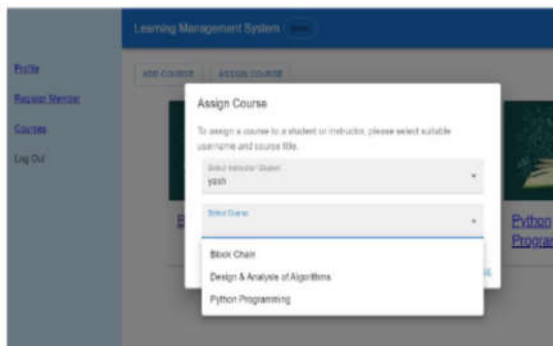 Learning Management System
Profile
Register Member
Courses
Log Out
ADD COURSE
ASSIGN COURSE
Assign Course
To assign a course to a student or instructor, please select suitable
username and course title.
Select Instructor/Student
yash
Select Course
Block Chain
Design & Analysis of Algorithms
Python Programming
B
Python
Progra